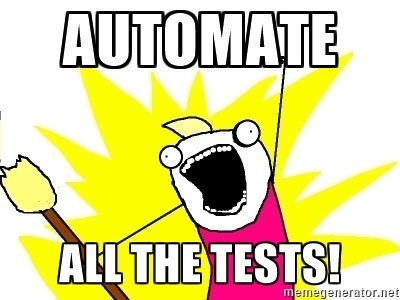 AUTOMATE
ALL THE TESTS!
memegenerator.net